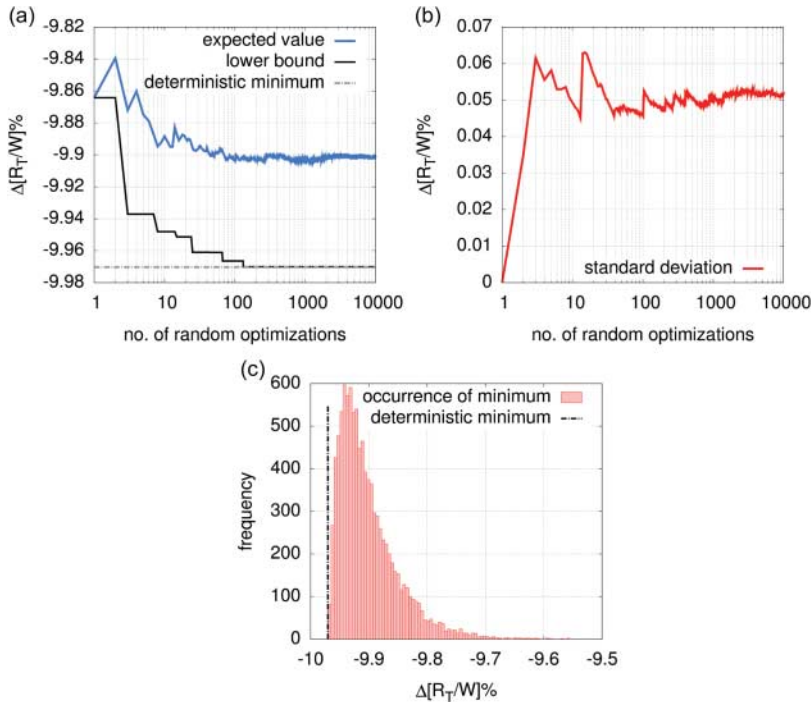 (a)
-9.82
-9.84
-9.86
-9.88
-9.9
-9.92
-9.94
-9.96
-9.98
Δ[R_T/W]%
expected value
lower bound
deterministic minimum
1 10 100 1000 10000
no. of random optimizations
(b)
0.07
0.06
0.05
0.04
0.03
0.02
0.01
0
Δ[R_T/W]%
standard deviation
1 10 100 1000 10000
no. of random optimizations
(c)
600
500
400
300
200
100
0
frequency
occurrence of minimum
deterministic minimum
-10 -9.9 -9.8 -9.7 -9.6 -9.5
Δ[R_T/W]%